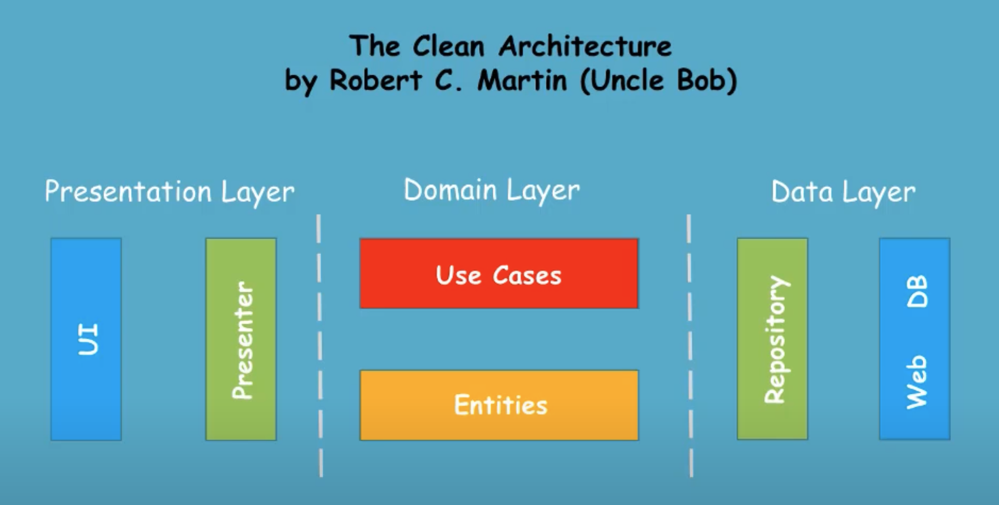 The Clean Architecture
by Robert C. Martin (Uncle Bob)
Presentation Layer
Domain Layer
Data Layer
UI
Presenter
Use Cases
Entities
Repository
Web DB